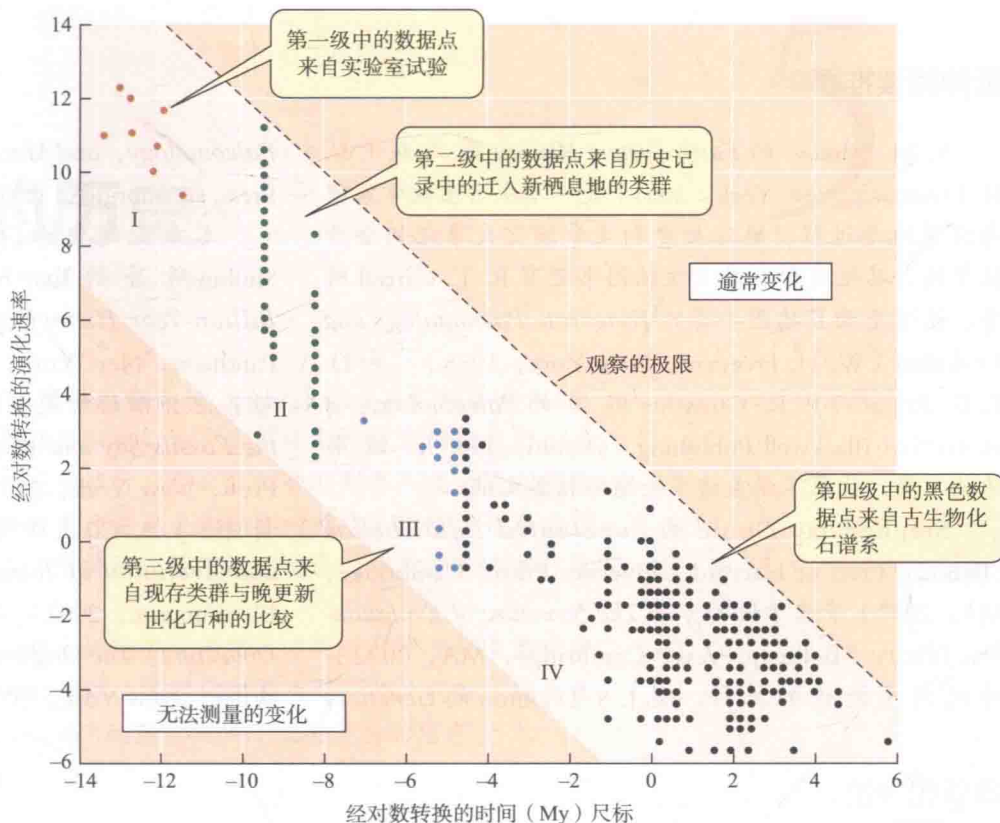 14
12
10
8
6
4
2
0
−2
−4
−6
经对数转换的演化速率
第一级中的数据点
来自实验室试验
第二级中的数据点来自历史记
录中的迁入新栖息地的类群
逾常变化
观察的极限
I
II
III
IV
第四级中的黑色数
据点来自古生物化
石谱系
第三级中的数据点来
自现存类群与晚更新
世化石种的比较
无法测量的变化
−14
−12
−10
−8
−6
−4
−2
0
2
4
6
经对数转换的时间（My）尺标